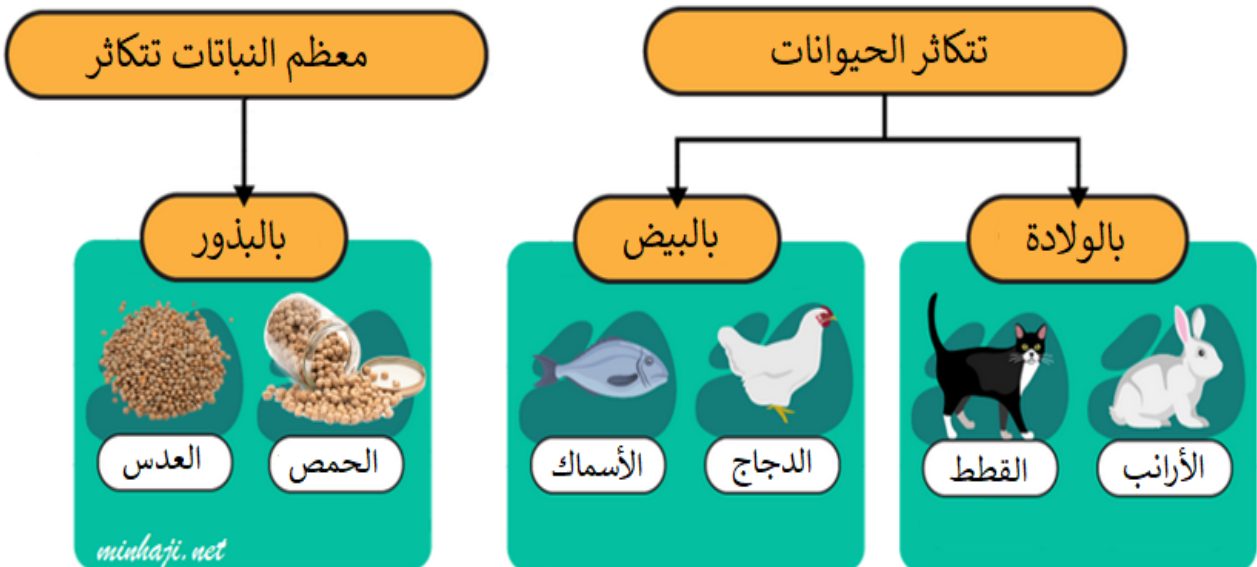 تتكاثر الحيوانات
معظم النباتات تتكاثر
بالولادة
بالبيض
بالبذور
الأرانب
القطط
الدجاج
الأسماك
الحمص
العدس
minhaji.net